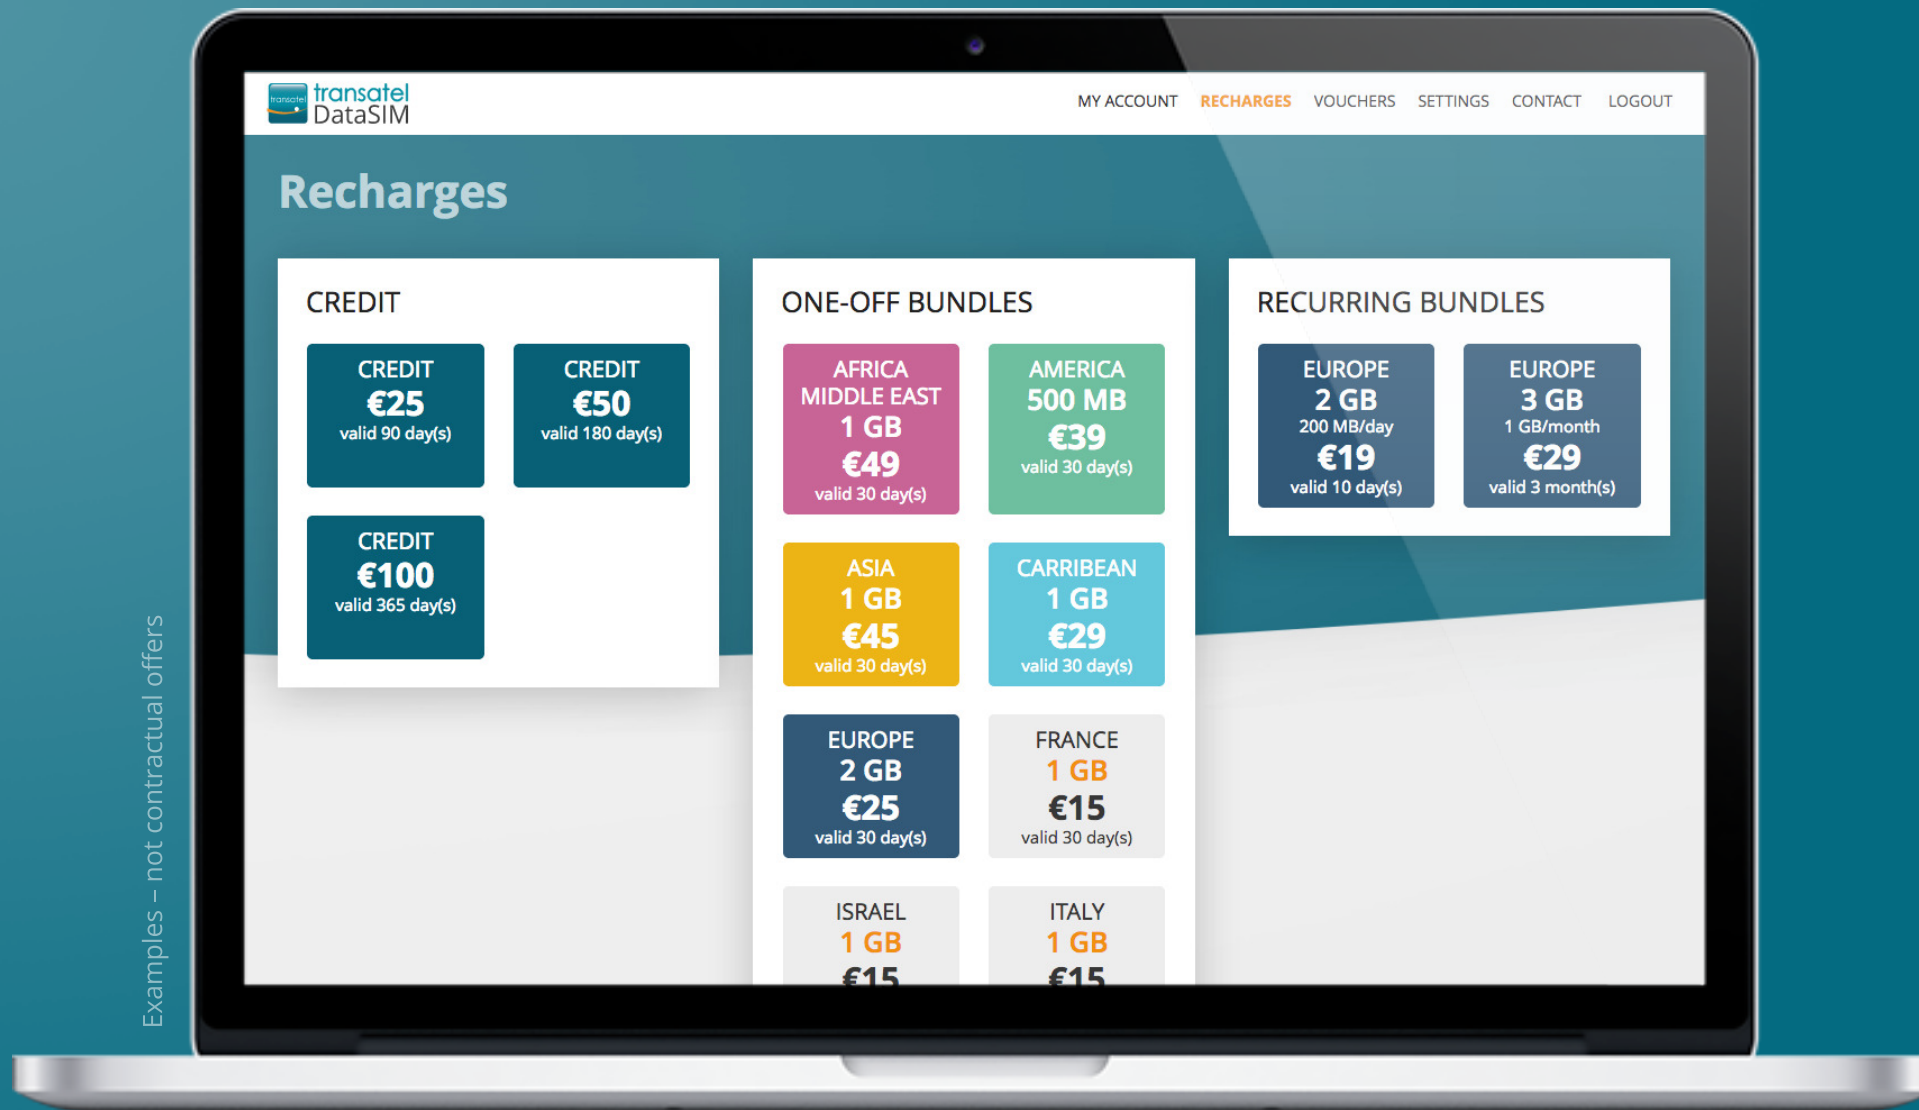 transatel
transatel
DataSIM
MY ACCOUNT RECHARGES VOUCHERS SETTINGS CONTACT LOGOUT
Recharges
CREDIT
CREDIT
€25
valid 90 day(s)
CREDIT
€50
valid 180 day(s)
CREDIT
€100
valid 365 day(s)
ONE-OFF BUNDLES
AFRICA
MIDDLE EAST
1 GB
€49
valid 30 day(s)
AMERICA
500 MB
€39
valid 30 day(s)
ASIA
1 GB
€45
valid 30 day(s)
CARRIBEAN
1 GB
€29
valid 30 day(s)
EUROPE
2 GB
€25
valid 30 day(s)
FRANCE
1 GB
€15
valid 30 day(s)
ISRAEL
1 GB
€15
ITALY
1 GB
€15
RECURRING BUNDLES
EUROPE
2 GB
200 MB/day
€19
valid 10 day(s)
EUROPE
3 GB
1 GB/month
€29
valid 3 month(s)
Examples – not contractual offers